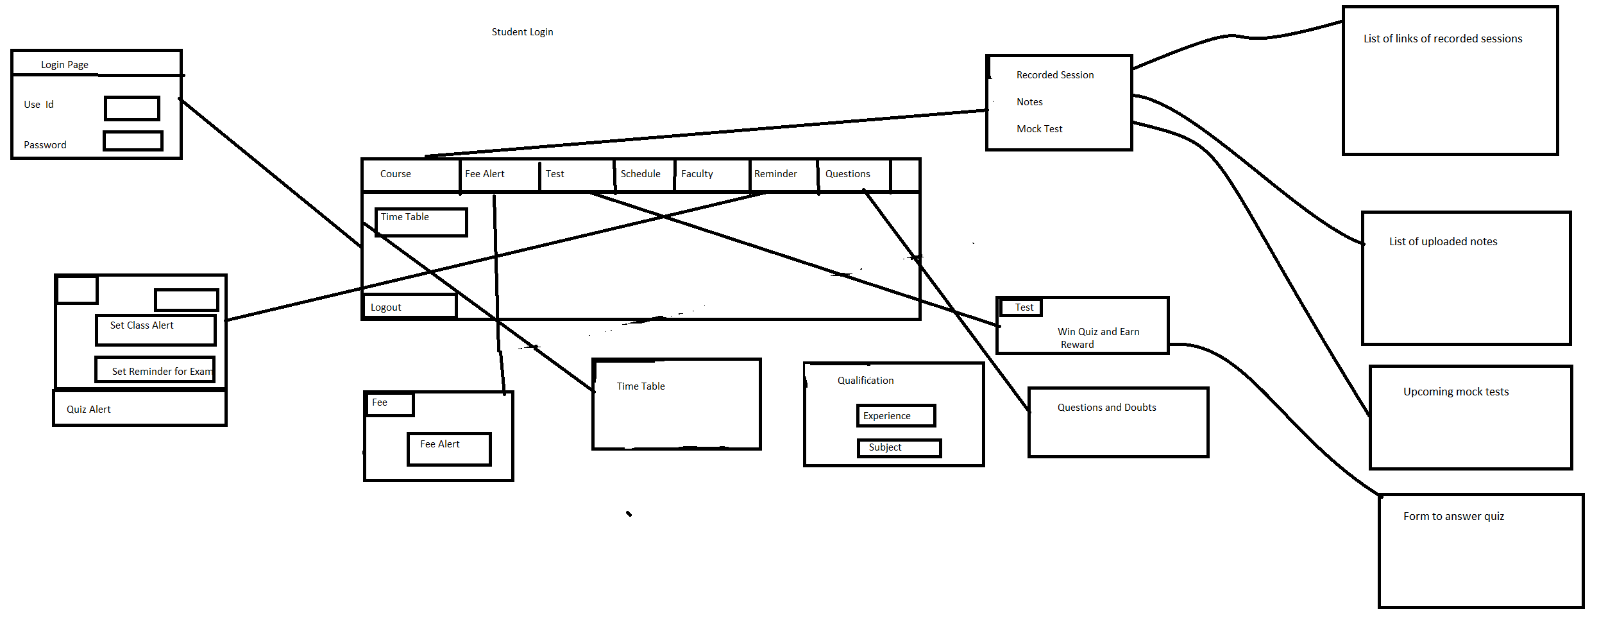 Student Login
Login Page
Use Id
Password
Recorded Session
Notes
Mock Test
List of links of recorded sessions
Course
Fee Alert
Test
Schedule
Faculty
Reminder
Questions
Time Table
Logout
List of uploaded notes
Set Class Alert
Set Reminder for Exam
Quiz Alert
Test
Win Quiz and Earn
Reward
Fee
Fee Alert
Time Table
Qualification
Experience
Subject
Questions and Doubts
Upcoming mock tests
Form to answer quiz